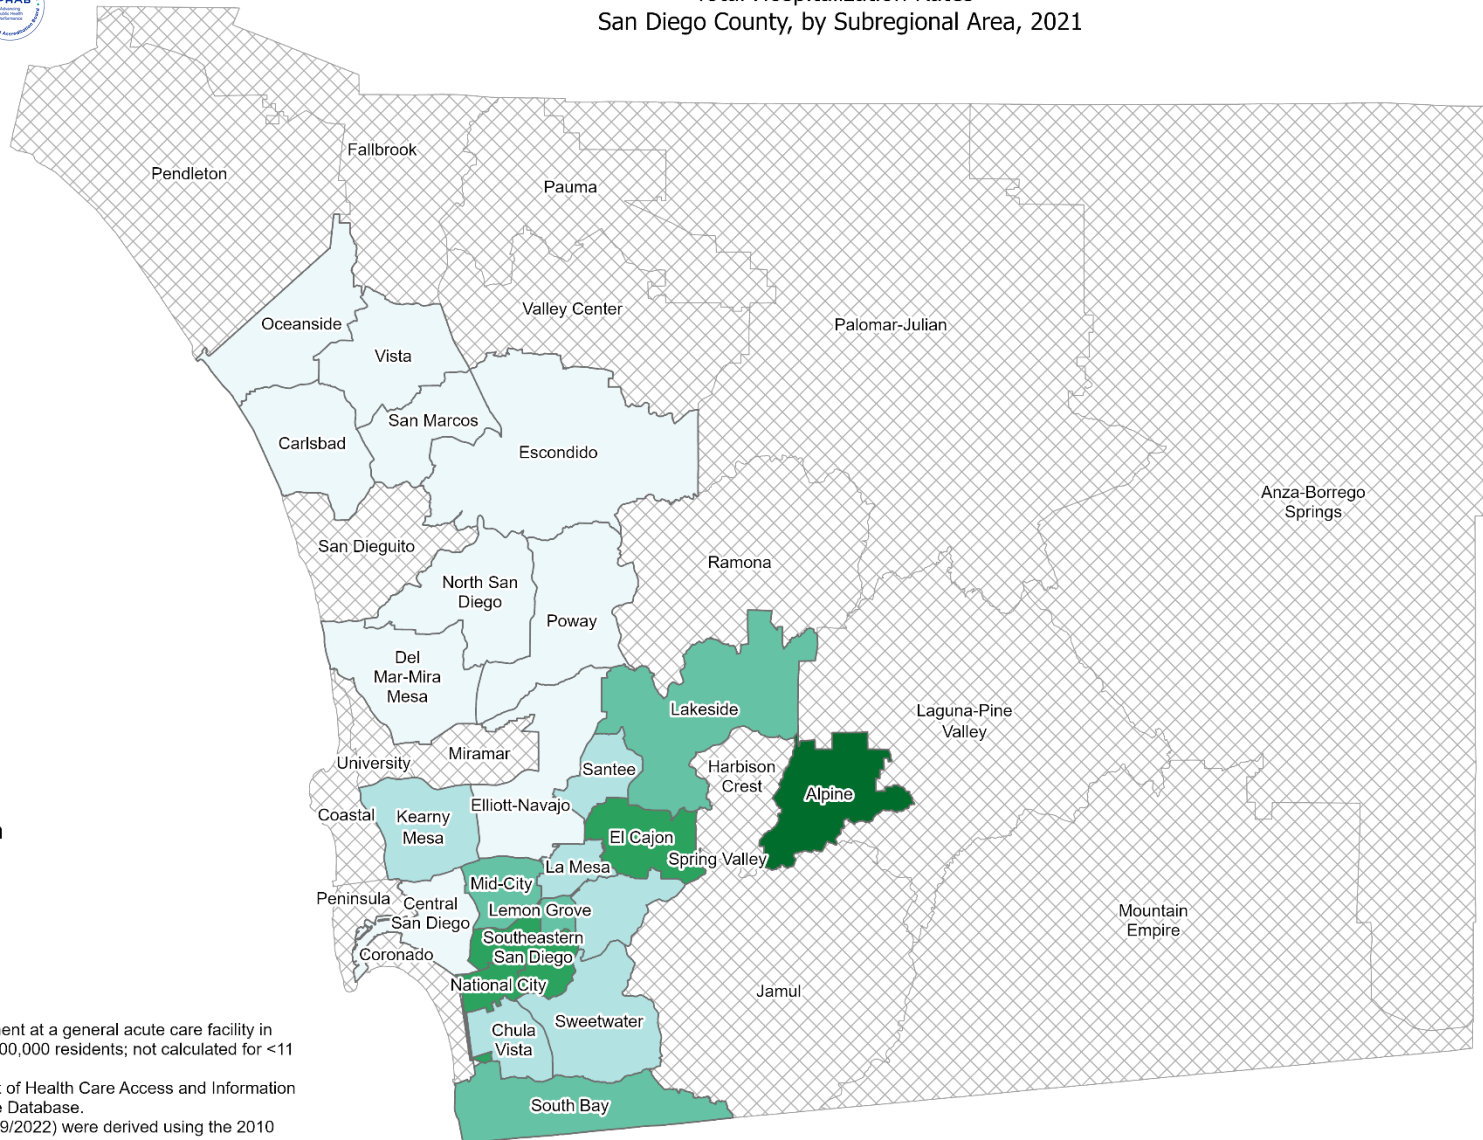 San Diego County, by Subregional Area, 2021
Advancing
Public Health
Performance
Fallbrook
Pendleton
Pauma
Valley Center
Oceanside
Palomar-Julian
Vista
San Marcos
Carlsbad
Escondido
Anza-Borrego
Springs
San Dieguito
Ramona
North San
Diego
Poway
Del
Mar-Mira
Mesa
Lakeside
Laguna-Pine
Valley
Miramar
University
Santee
Harbison
Crest
Alpine
Elliott-Navajo
Coastal
Kearny
Mesa
El Cajon
Spring Valley
La Mesa
Mid-City
Peninsula
Central
San Diego
Lemon Grove
Mountain
Empire
Southeastern
San Diego
Coronado
National City
Jamul
Sweetwater
Chula
Vista
South Bay
ent at a general acute care facility in
00,000 residents; not calculated for <11
of Health Care Access and Information
Database.
9/2022) were derived using the 2010